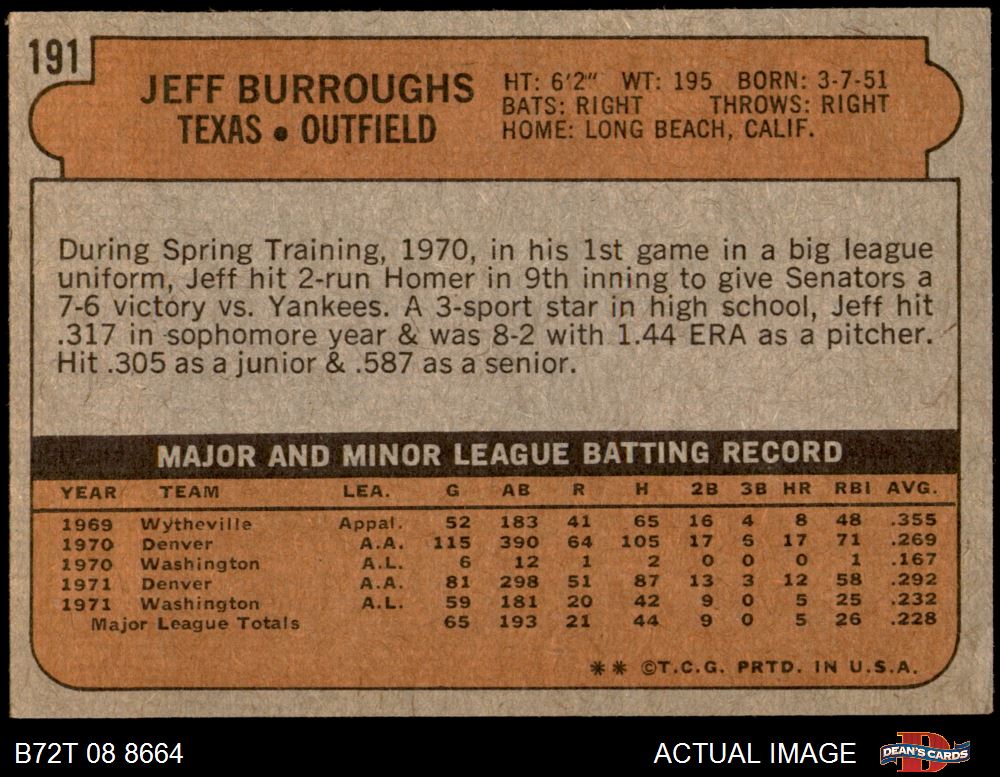 191
JEFF BURROUGHS
TEXAS • OUTFIELD
HT: 6'2" WT: 195 BORN: 3-7-51
BATS: RIGHT THROWS: RIGHT
HOME: LONG BEACH, CALIF.
During Spring Training, 1970, in his 1st game in a big league
uniform, Jeff hit 2-run Homer in 9th inning to give Senators a
7-6 victory vs. Yankees. A 3-sport star in high school, Jeff hit
.317 in sophomore year & was 8-2 with 1.44 ERA as a pitcher.
Hit .305 as a junior & .587 as a senior.
MAJOR AND MINOR LEAGUE BATTING RECORD
YEAR TEAM LEA. G AB R H 2B 3B HR RBI AVG.
1969 Wytheville Appal. 52 183 41 65 16 4 8 48 .355
1970 Denver A.A. 115 390 64 105 17 6 17 71 .269
1970 Washington A.L. 6 12 1 2 0 0 0 1 .167
1971 Denver A.A. 81 298 51 87 13 3 12 58 .292
1971 Washington A.L. 59 181 20 42 9 0 5 25 .232
Major League Totals 65 193 21 44 9 0 5 26 .228
** ©T.C.G. PRTD. IN U.S.A.
B72T 08 8664
ACTUAL IMAGE
DEAN'S CARDS